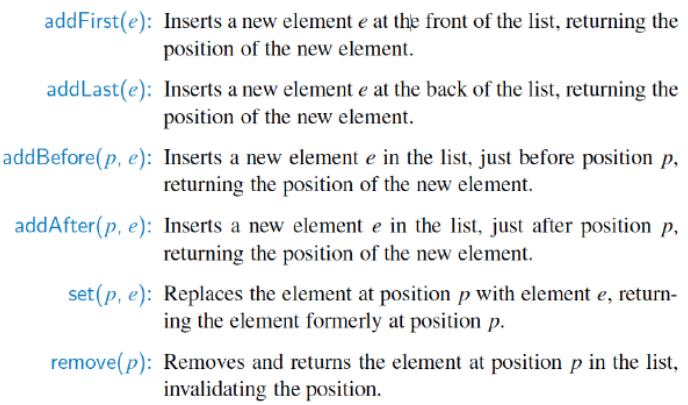 addFirst(e): Inserts a new element e at the front of the list, returning the
position of the new element.
addLast(e): Inserts a new element e at the back of the list, returning the
position of the new element.
addBefore(p, e): Inserts a new element e in the list, just before position p,
returning the position of the new element.
addAfter(p, e): Inserts a new element e in the list, just after position p,
returning the position of the new element.
set(p, e): Replaces the element at position p with element e, return-
ing the element formerly at position p.
remove(p): Removes and returns the element at position p in the list,
invalidating the position.